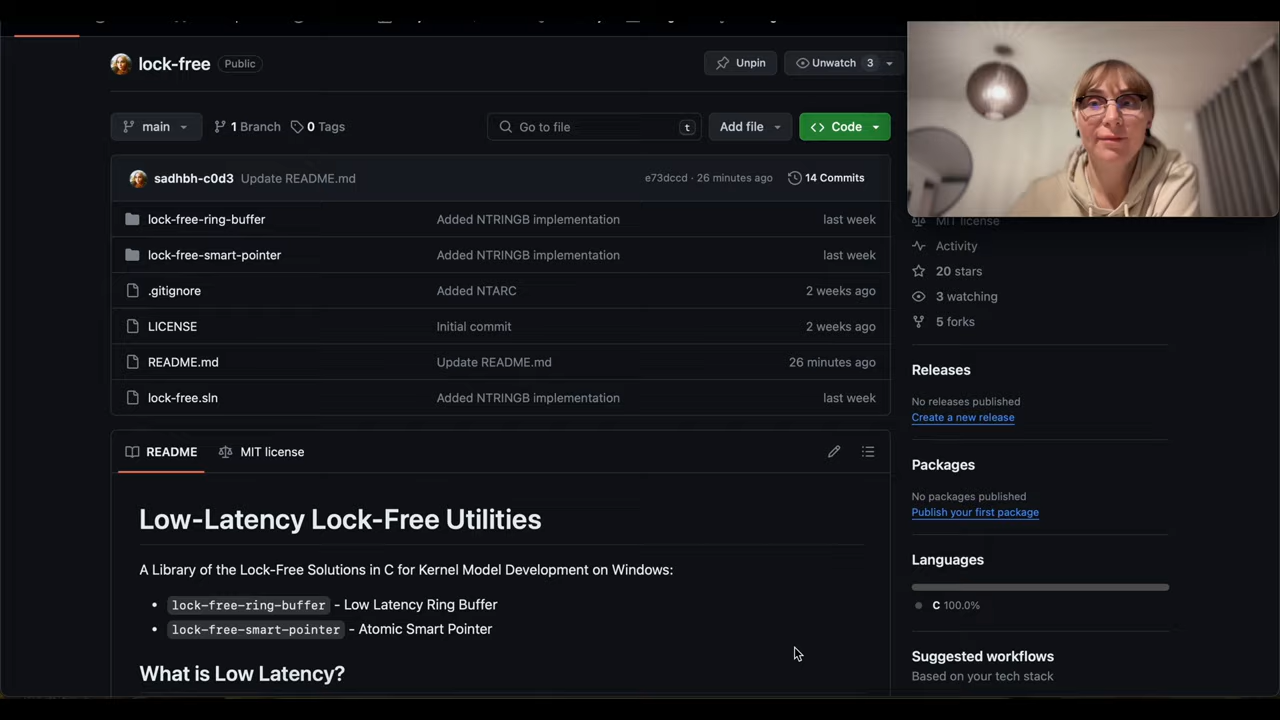 lock-free Public
Unpin Unwatch 3
main 1 Branch 0 Tags Go to file t Add file Code
sadhbh-c0d3 Update README.md e73dccd · 26 minutes ago 14 Commits
lock-free-ring-buffer Added NTRINGB implementation last week
lock-free-smart-pointer Added NTRINGB implementation last week
.gitignore Added NTARC 2 weeks ago
LICENSE Initial commit 2 weeks ago
README.md Update README.md 26 minutes ago
lock-free.sln Added NTRINGB implementation last week
README MIT license
Low-Latency Lock-Free Utilities
A Library of the Lock-Free Solutions in C for Kernel Model Development on Windows:
• lock-free-ring-buffer - Low Latency Ring Buffer
• lock-free-smart-pointer - Atomic Smart Pointer
What is Low Latency?
MIT license
Activity
20 stars
3 watching
5 forks
Releases
No releases published
Create a new release
Packages
No packages published
Publish your first package
Languages
C 100.0%
Suggested workflows
Based on your tech stack